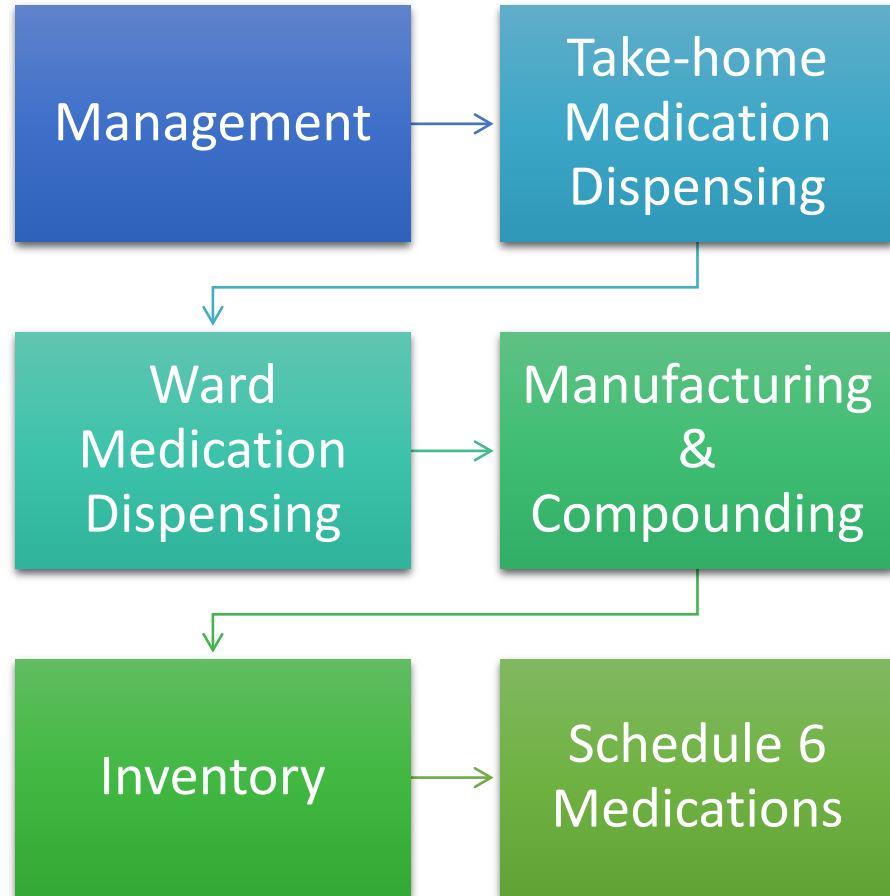 Management
Take-home
Medication
Dispensing
Ward
Medication
Dispensing
Manufacturing
&
Compounding
Inventory
Schedule 6
Medications